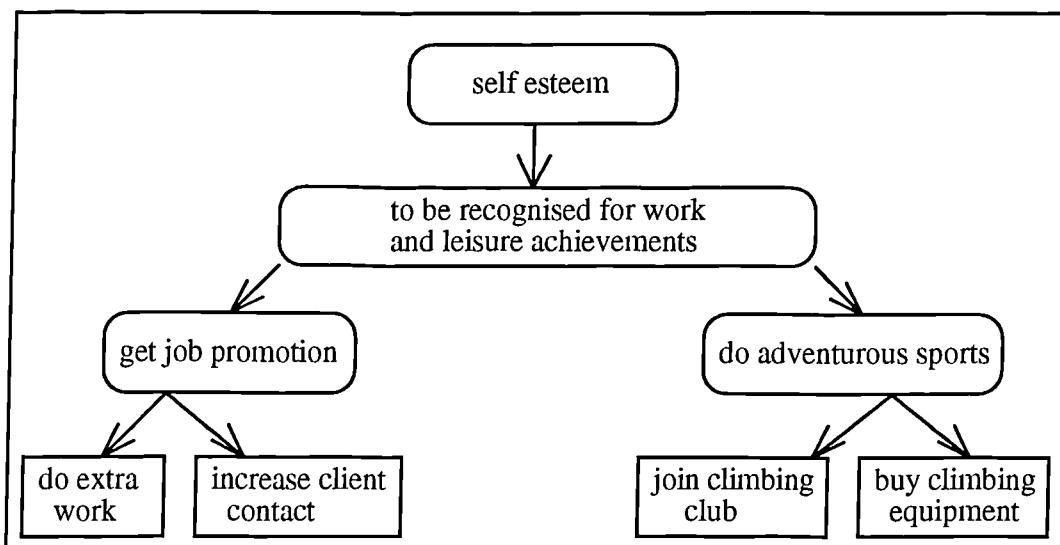 self esteem
to be recognised for work
and leisure achievements
get job promotion
do adventurous sports
do extra
work
increase client
contact
join climbing
club
buy climbing
equipment